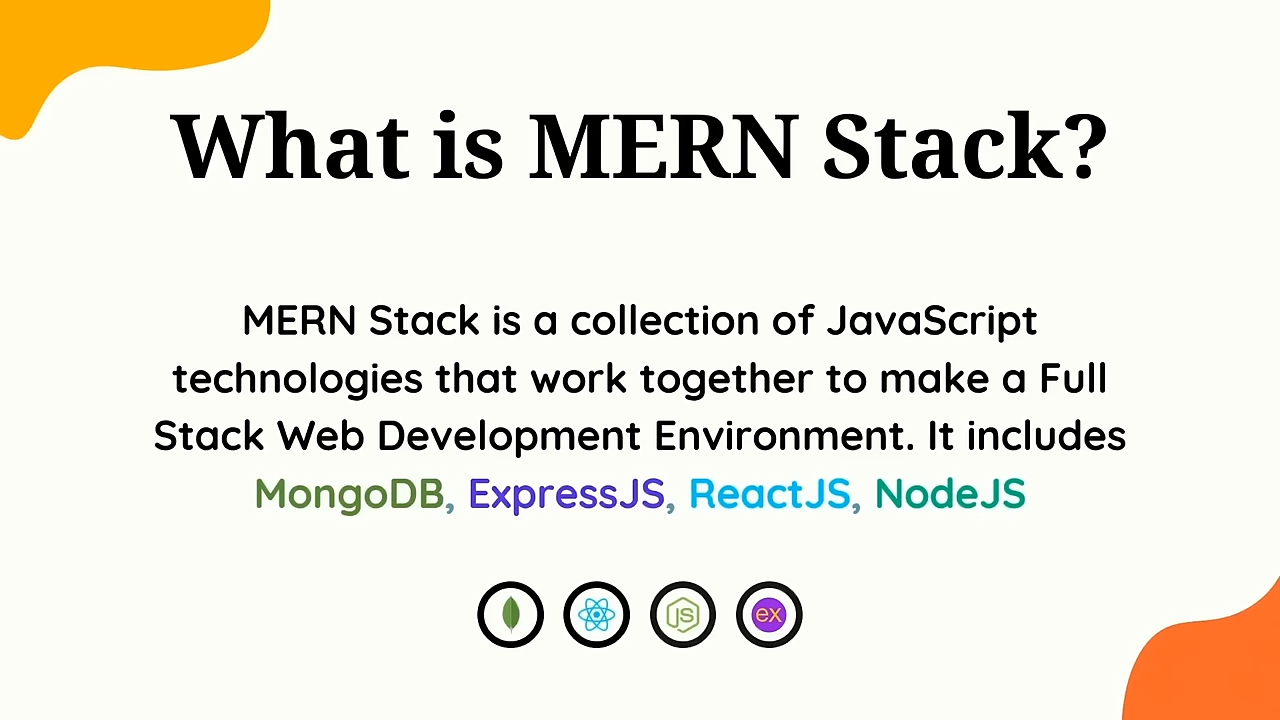 What is MERN Stack?
MERN Stack is a collection of JavaScript
technologies that work together to make a Full
Stack Web Development Environment. It includes
MongoDB, ExpressJS, ReactJS, NodeJS
JS ex